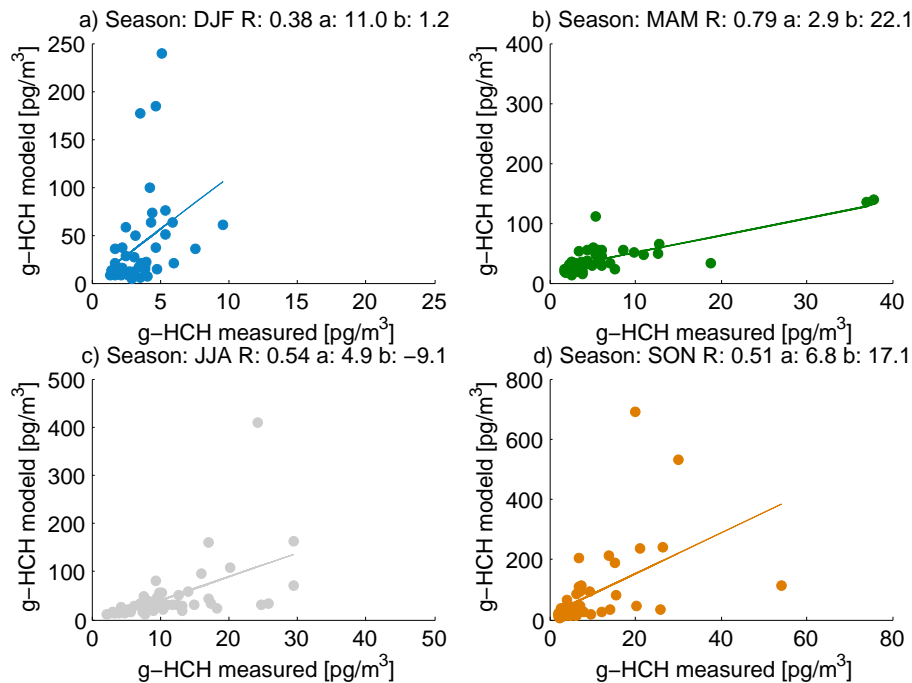 a) Season: DJF R: 0.38 a: 11.0 b: 1.2
250
200
150
100
50
0
0 5 10 15 20 25
g−HCH modeld [pg/m³]
g−HCH measured [pg/m³]
b) Season: MAM R: 0.79 a: 2.9 b: 22.1
400
300
200
100
0
0 10 20 30 40
g−HCH modeld [pg/m³]
g−HCH measured [pg/m³]
c) Season: JJA R: 0.54 a: 4.9 b: −9.1
500
400
300
200
100
0
0 10 20 30 40 50
g−HCH modeld [pg/m³]
g−HCH measured [pg/m³]
d) Season: SON R: 0.51 a: 6.8 b: 17.1
800
600
400
200
0
0 20 40 60 80
g−HCH modeld [pg/m³]
g−HCH measured [pg/m³]